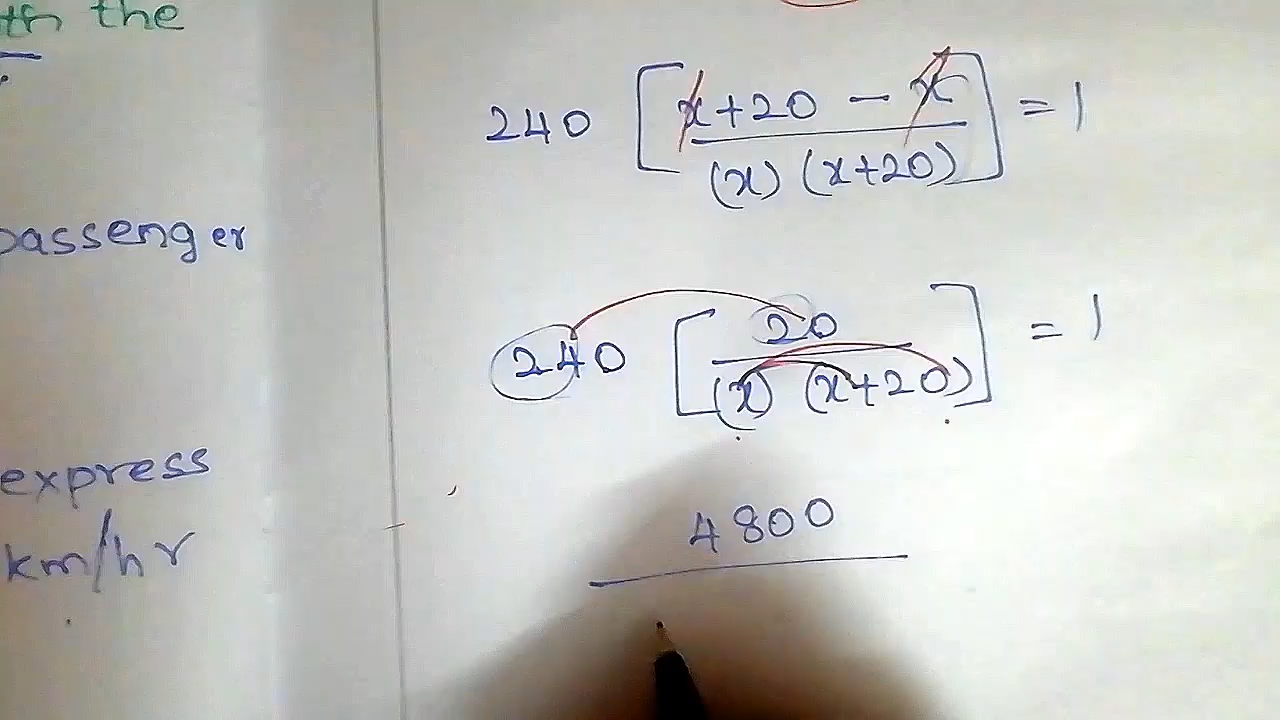 th the
passenger
express
km/hr
240 [ x+20 - x / (x) (x+20) ] = 1
240 [ 20 / (x) (x+20) ] = 1
4800